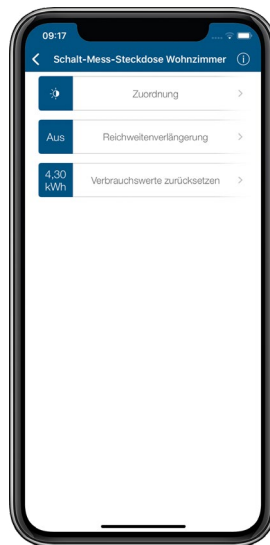 09:17
Schalt-Mess-Steckdose Wohnzimmer
Zuordnung
Aus Reichweitenverlängerung
4,30
kWh Verbrauchswerte zurücksetzen